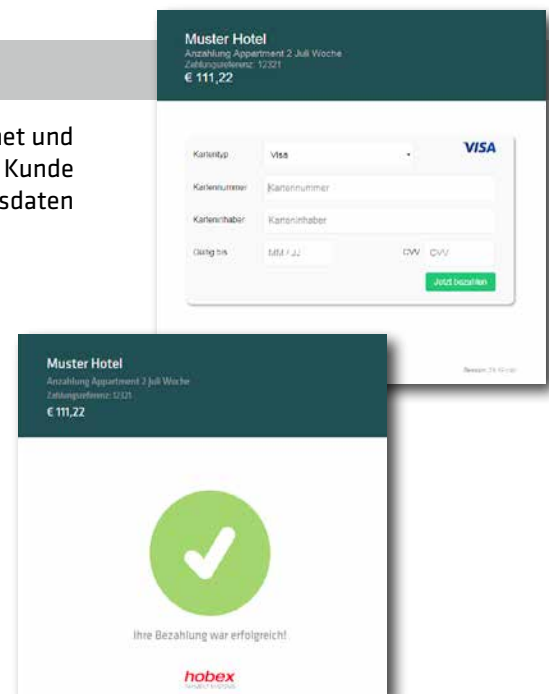 Muster Hotel
Anzahlung Appartment 2 Juli Woche
Zahlungsreferenz: 12321
€ 111,22
et und
Kunde
sdaten
Kartentyp Visa VISA
Kartennummer Kartennummer
Karteninhaber Karteninhaber
Gültig bis MM / JJ CVV CVV
Jetzt bezahlen
Muster Hotel
Anzahlung Appartment 2 Juli Woche
Zahlungsreferenz: 12321
€ 111,22
Ihre Bezahlung war erfolgreich!
hobex